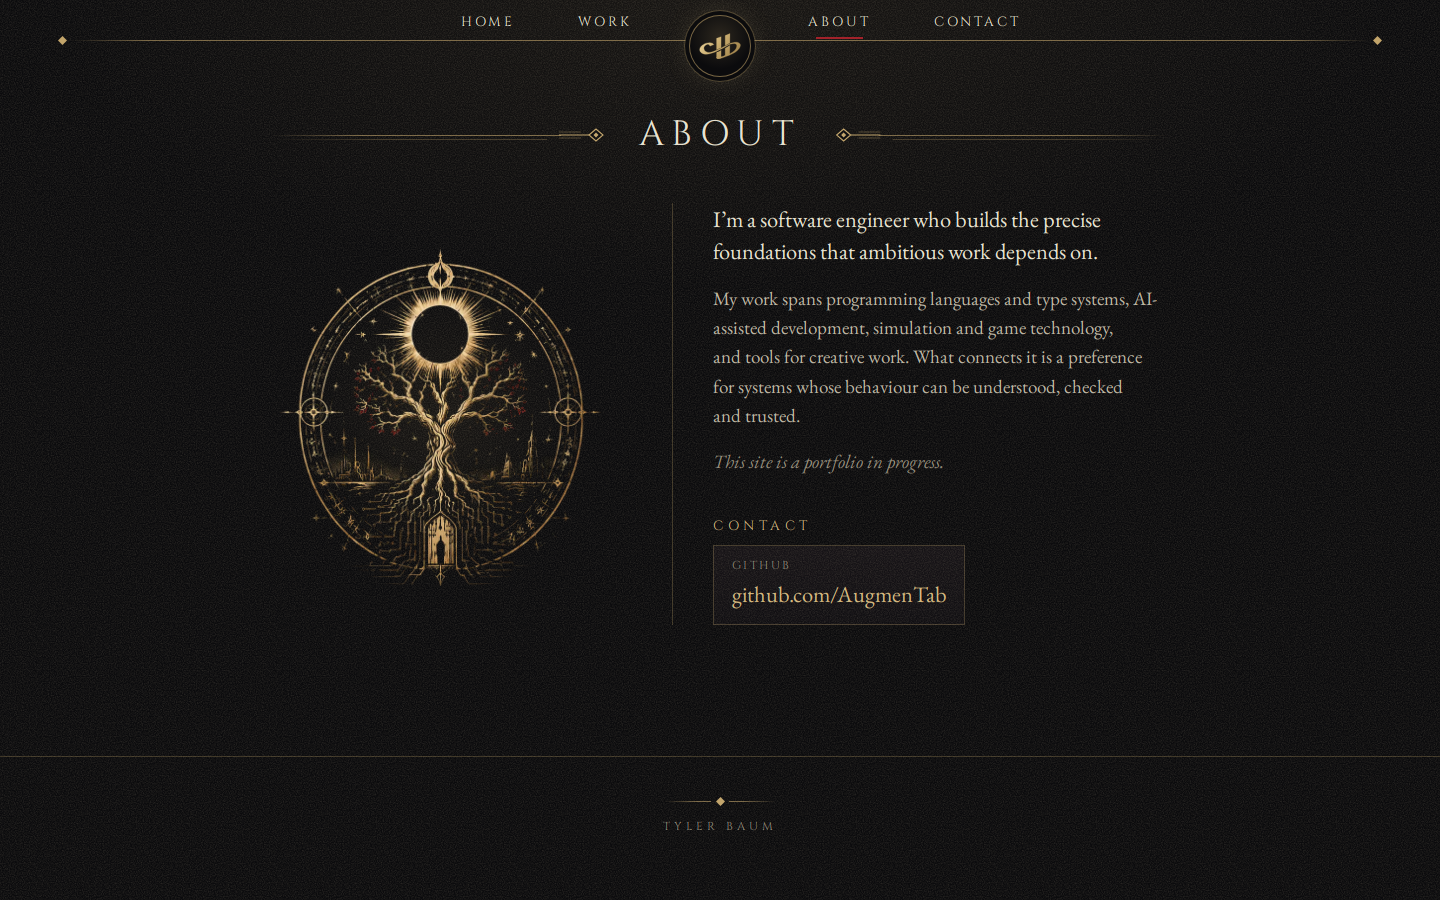 HOME WORK ABOUT CONTACT
ABOUT
I’m a software engineer who builds the precise
foundations that ambitious work depends on.
My work spans programming languages and type systems, AI-
assisted development, simulation and game technology,
and tools for creative work. What connects it is a preference
for systems whose behaviour can be understood, checked
and trusted.
This site is a portfolio in progress.
CONTACT
GITHUB
github.com/AugmenTab
TYLER BAUM